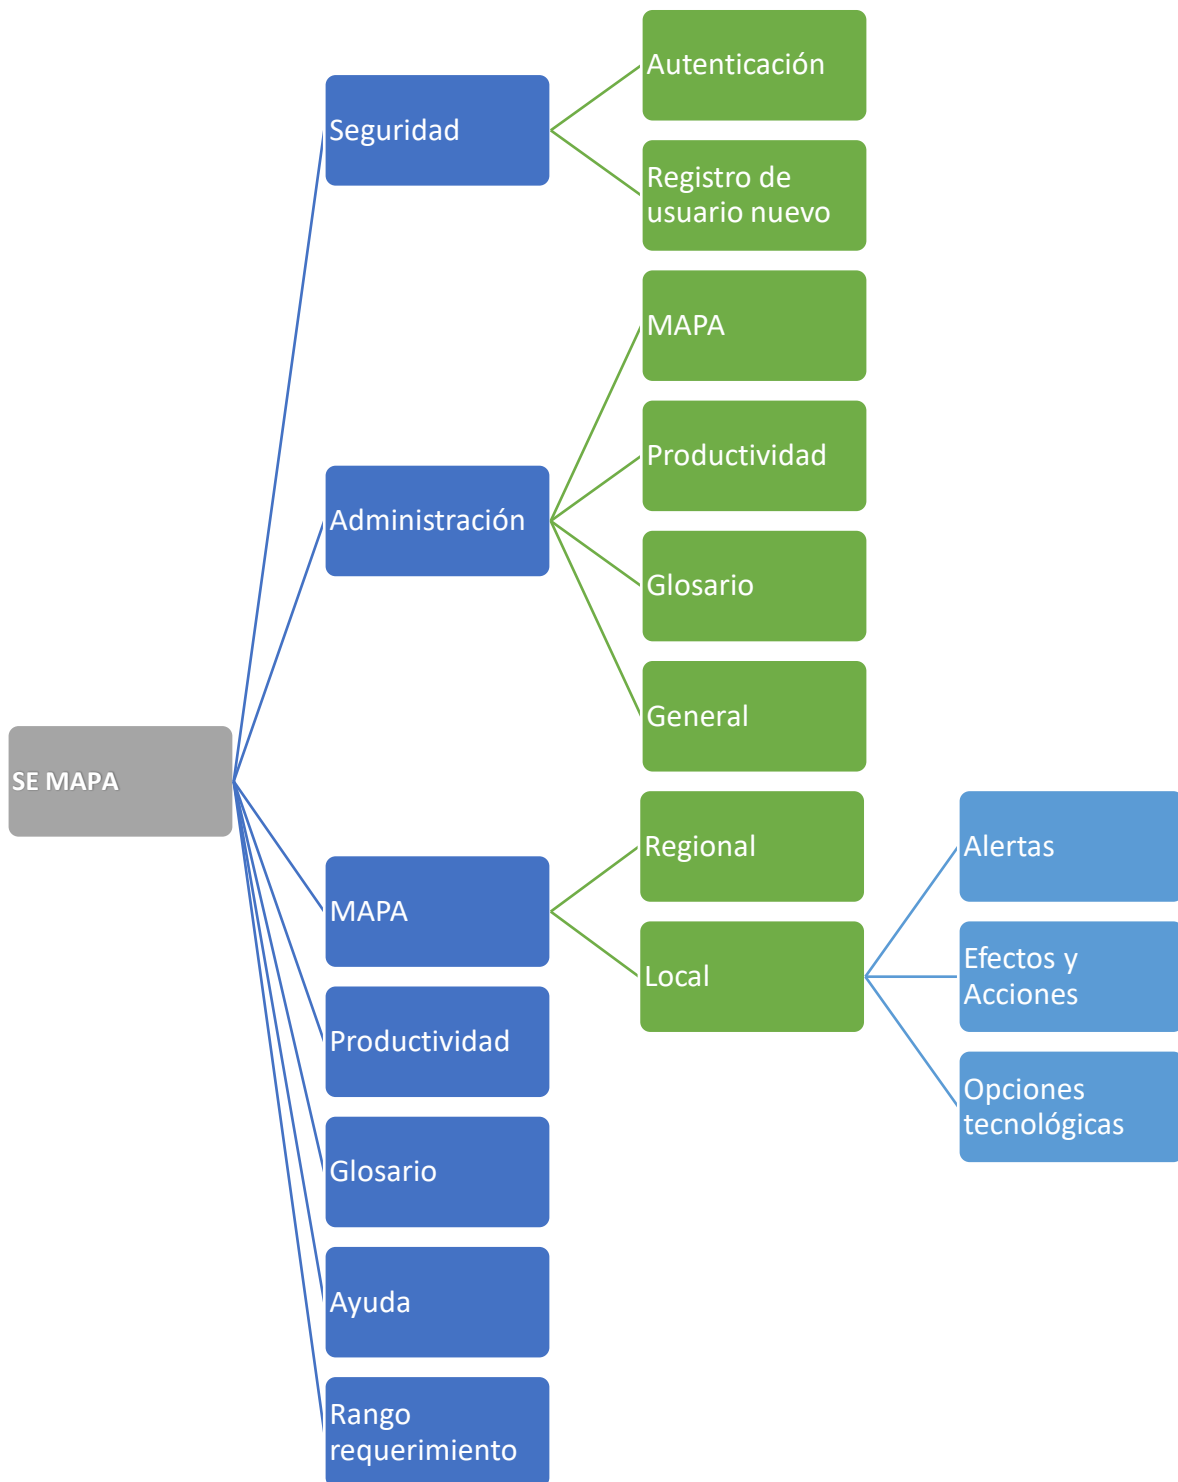 Autenticación
Seguridad
Registro de
usuario nuevo
MAPA
Productividad
Administración
Glosario
General
SE MAPA
Regional
Alertas
MAPA
Local
Efectos y
Acciones
Productividad
Opciones
tecnológicas
Glosario
Ayuda
Rango
requerimiento